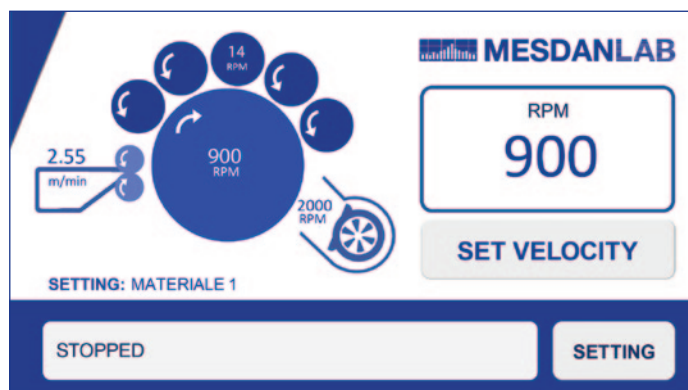 14
RPM
MESDANLAB
RPM
900
2.55
m/min
900
RPM
2000
RPM
SET VELOCITY
SETTING: MATERIALE 1
STOPPED
SETTING